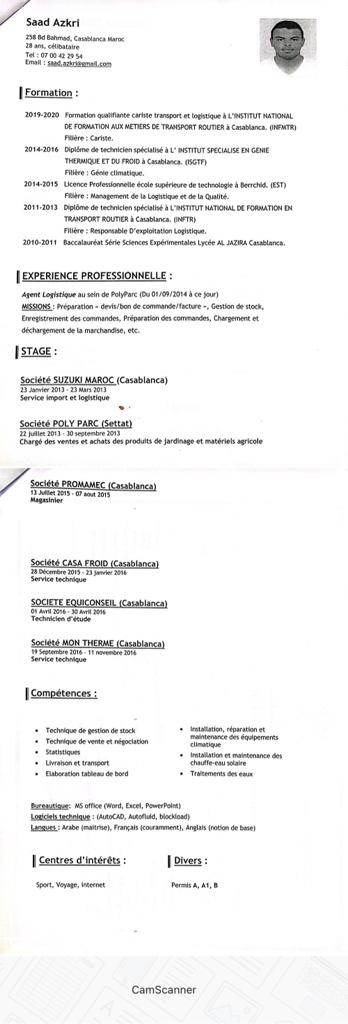 Saad Azkri
258 Bd Bahmad, Casablanca Maroc
28 ans, célibataire
Tel : 07 00 42 29 54
Email : saad.azkri@gmail.com
Formation :
2019-2020 Formation qualifiante cariste transport et logistique à L'INSTITUT NATIONAL
DE FORMATION AUX METIERS DE TRANSPORT ROUTIER à Casablanca. (INFMTR)
Filière : Cariste.
2014-2016 Diplôme de technicien spécialisé à L' INSTITUT SPECIALISE EN GENIE
THERMIQUE ET DU FROID à Casablanca. (ISGTF)
Filière : Génie climatique.
2014-2015 Licence Professionnelle école supérieure de technologie à Berrchid. (EST)
Filière : Management de la Logistique et de la Qualité.
2011-2013 Diplôme de technicien spécialisé à L'INSTITUT NATIONAL DE FORMATION EN
TRANSPORT ROUTIER à Casablanca. (INFTR)
Filière : Responsable D'exploitation Logistique.
2010-2011 Baccalauréat Série Sciences Expérimentales Lycée AL JAZIRA Casablanca.
EXPERIENCE PROFESSIONNELLE :
Agent Logistique au sein de PolyParc (Du 01/09/2014 à ce jour)
MISSIONS : Préparation « devis/bon de commande/facture », Gestion de stock,
Enregistrement des commandes, Préparation des commandes, Chargement et
déchargement de la marchandise, etc.
STAGE :
Société SUZUKI MAROC (Casablanca)
23 Janvier 2013 - 23 Mars 2013
Service import et logistique
Société POLY PARC (Settat)
22 juillet 2013 - 30 septembre 2013
Chargé des ventes et achats des produits de jardinage et matériels agricole
Société PROMAMEC (Casablanca)
13 Juillet 2015 - 07 aout 2015
Magasinier
Société CASA FROID (Casablanca)
28 Décembre 2015 - 23 janvier 2016
Service technique
SOCIETE EQUICONSEIL (Casablanca)
01 Avril 2016 - 30 Avril 2016
Technicien d'étude
Société MON THERME (Casablanca)
19 Septembre 2016 - 11 novembre 2016
Service technique
Compétences :
• Technique de gestion de stock
• Technique de vente et négociation
• Statistiques
• Livraison et transport
• Elaboration tableau de bord
• Installation, réparation et
maintenance des équipements
climatique
• Installation et maintenance des
chauffe-eau solaire
• Traitements des eaux
Bureautique: MS office (Word, Excel, PowerPoint)
Logiciels technique : (AutoCAD, Autofluid, blockload)
Langues : Arabe (maitrise), Français (couramment), Anglais (notion de base)
Centres d'intérêts :
Divers :
Sport, Voyage, Internet
Permis A, A1, B
CamScanner